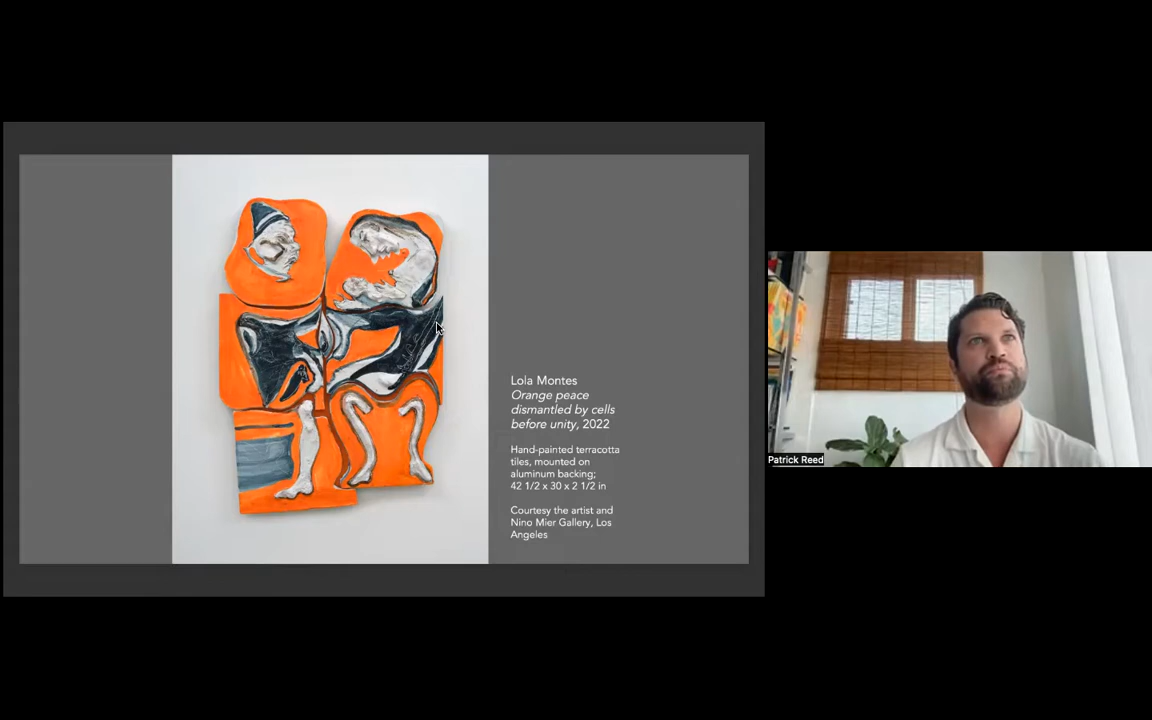 Lola Montes
Orange peace
dismantled by cells
before unity, 2022
Hand-painted terracotta
tiles, mounted on
aluminum backing;
42 1/2 x 30 x 2 1/2 in
Courtesy the artist and
Nino Mier Gallery, Los
Angeles
Patrick Reed